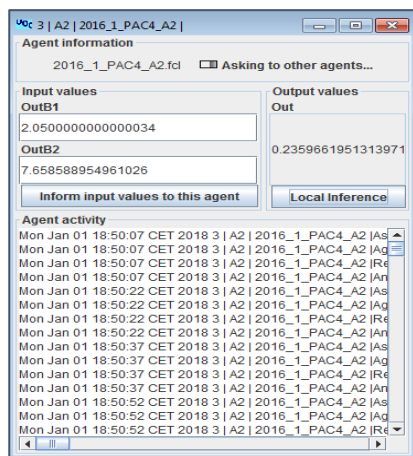 UOC 3 | A2 | 2016_1_PAC4_A2 |
Agent information
2016_1_PAC4_A2.fcl Asking to other agents...
Input values
OutB1
2.0500000000000034
OutB2
7.658588954961026
Inform input values to this agent
Output values
Out
0.2359661951313971
Local Inference
Agent activity
Mon Jan 01 18:50:07 CET 2018 3 | A2 | 2016_1_PAC4_A2 |As
Mon Jan 01 18:50:07 CET 2018 3 | A2 | 2016_1_PAC4_A2 |Ag
Mon Jan 01 18:50:07 CET 2018 3 | A2 | 2016_1_PAC4_A2 |Re
Mon Jan 01 18:50:07 CET 2018 3 | A2 | 2016_1_PAC4_A2 |An
Mon Jan 01 18:50:22 CET 2018 3 | A2 | 2016_1_PAC4_A2 |As
Mon Jan 01 18:50:22 CET 2018 3 | A2 | 2016_1_PAC4_A2 |Ag
Mon Jan 01 18:50:22 CET 2018 3 | A2 | 2016_1_PAC4_A2 |Re
Mon Jan 01 18:50:22 CET 2018 3 | A2 | 2016_1_PAC4_A2 |An
Mon Jan 01 18:50:37 CET 2018 3 | A2 | 2016_1_PAC4_A2 |As
Mon Jan 01 18:50:37 CET 2018 3 | A2 | 2016_1_PAC4_A2 |Ag
Mon Jan 01 18:50:37 CET 2018 3 | A2 | 2016_1_PAC4_A2 |Re
Mon Jan 01 18:50:37 CET 2018 3 | A2 | 2016_1_PAC4_A2 |An
Mon Jan 01 18:50:52 CET 2018 3 | A2 | 2016_1_PAC4_A2 |As
Mon Jan 01 18:50:52 CET 2018 3 | A2 | 2016_1_PAC4_A2 |Ag
Mon Jan 01 18:50:52 CET 2018 3 | A2 | 2016_1_PAC4_A2 |Re